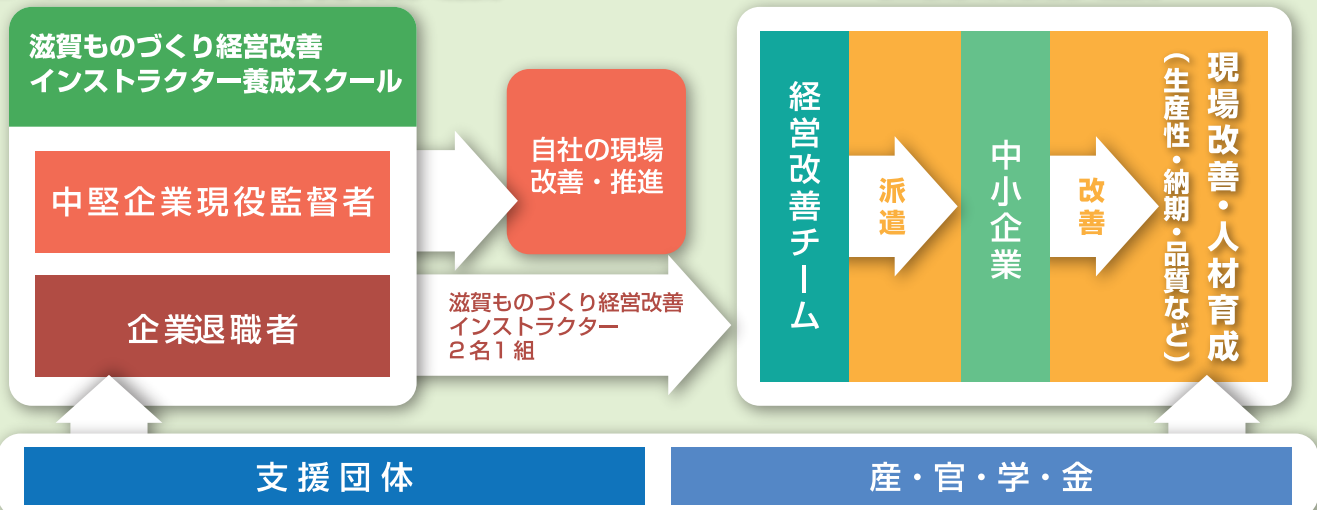 滋賀ものづくり経営改善
インストラクター養成スクール
中堅企業現役監督者
企業退職者
自社の現場
改善・推進
滋賀ものづくり経営改善
インストラクター
2名1組
経営改善チーム
派遣
中小企業
改善
現場改善・人材育成
（生産性・納期・品質など）
支援団体
産・官・学・金